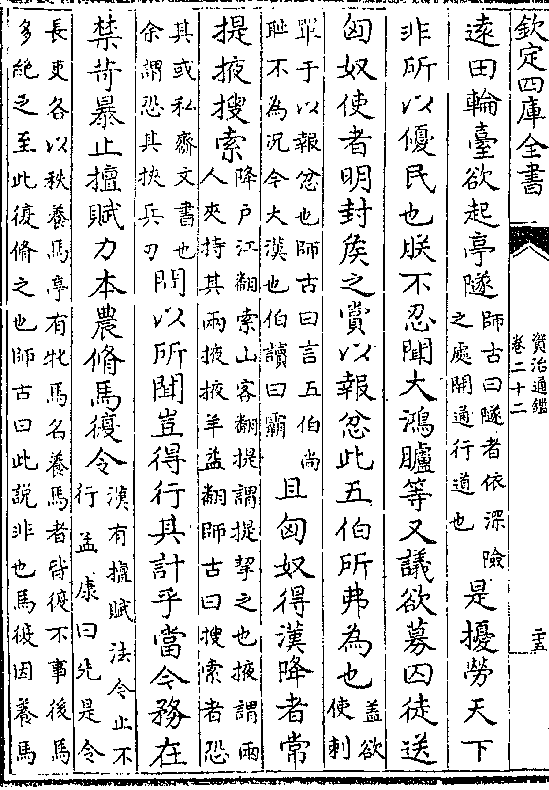 欽定四庫全書
資治通鑑
卷二十二
遠田輪臺欲起亭隧師古曰隧者依深險
之處開通行道也是擾勞天下
非所以優民也朕不忍聞大鴻臚等又議欲募囚徒送
匈奴使者明封侯之賞以報忿此五伯所弗為也蓋欲
使刺
單于以報忿也師古曰言五伯尚
恥不為況今大漢也伯讀曰霸且匈奴得漢降者常
提掖搜索降戶江翻索山客翻提謂提挈之也掖謂兩
人夾持其兩掖掖羊益翻師古曰搜索者恐
其或私齎文書也
余謂恐其挾兵刃問以所聞豈得行其計乎當今務在
禁苛暴止擅賦力本農脩馬復令漢有擅賦法令止不
行 孟康曰先是令
長吏各以秩養馬亭有牝馬名養馬者皆復不事後馬
多絶乏至此復脩之也師古曰此說非也馬復因養馬